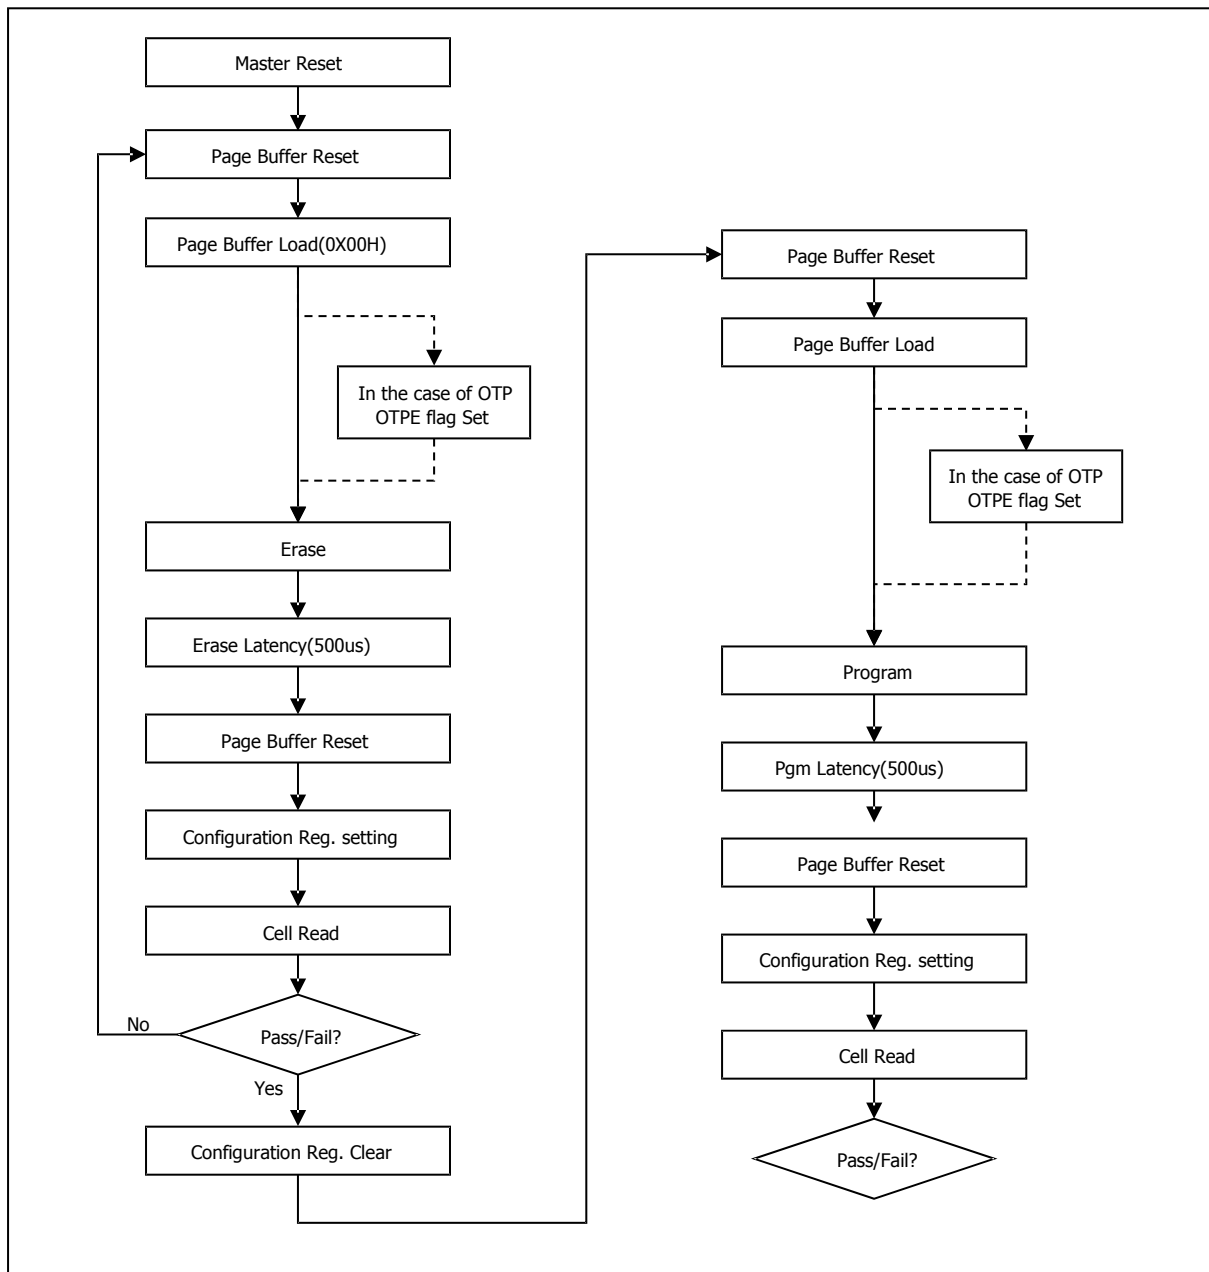 Master Reset
Page Buffer Reset
Page Buffer Load(0X00H)
In the case of OTP
OTPE flag Set
Erase
Erase Latency(500us)
Page Buffer Reset
Configuration Reg. setting
Cell Read
Pass/Fail?
No
Yes
Configuration Reg. Clear
Page Buffer Reset
Page Buffer Load
In the case of OTP
OTPE flag Set
Program
Pgm Latency(500us)
Page Buffer Reset
Configuration Reg. setting
Cell Read
Pass/Fail?